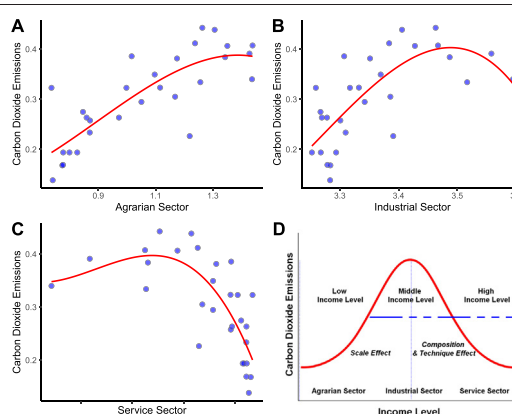 A
Carbon Dioxide Emissions
0.4
0.3
0.2
0.9 1.1 1.3
Agrarian Sector
B
Carbon Dioxide Emissions
0.4
0.3
0.2
3.3 3.4 3.5
Industrial Sector
C
Carbon Dioxide Emissions
0.4
0.3
0.2
Service Sector
D
Carbon Dioxide Emissions
Low Middle High
Income Level Income Level Income Level
Scale Effect
Composition
& Technique Effect
Agrarian Sector Industrial Sector Service Sector
Income Level